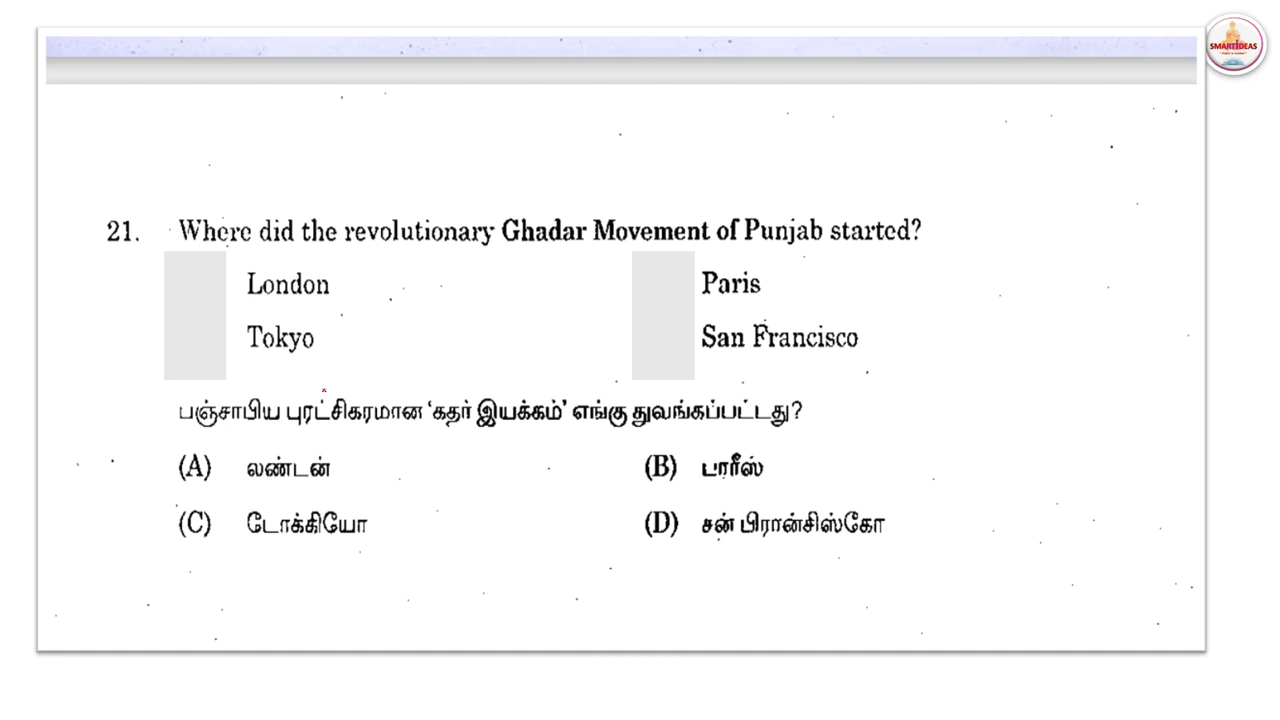 SMARTIDEAS
21. Where did the revolutionary Ghadar Movement of Punjab started?
London Paris
Tokyo San Francisco
பஞ்சாபிய புரட்சிகரமான ‘கதர் இயக்கம்’ எங்கு துவங்கப்பட்டது?
(A) லண்டன் (B) பாரீஸ்
(C) டோக்கியோ (D) சன் பிரான்சிஸ்கோ